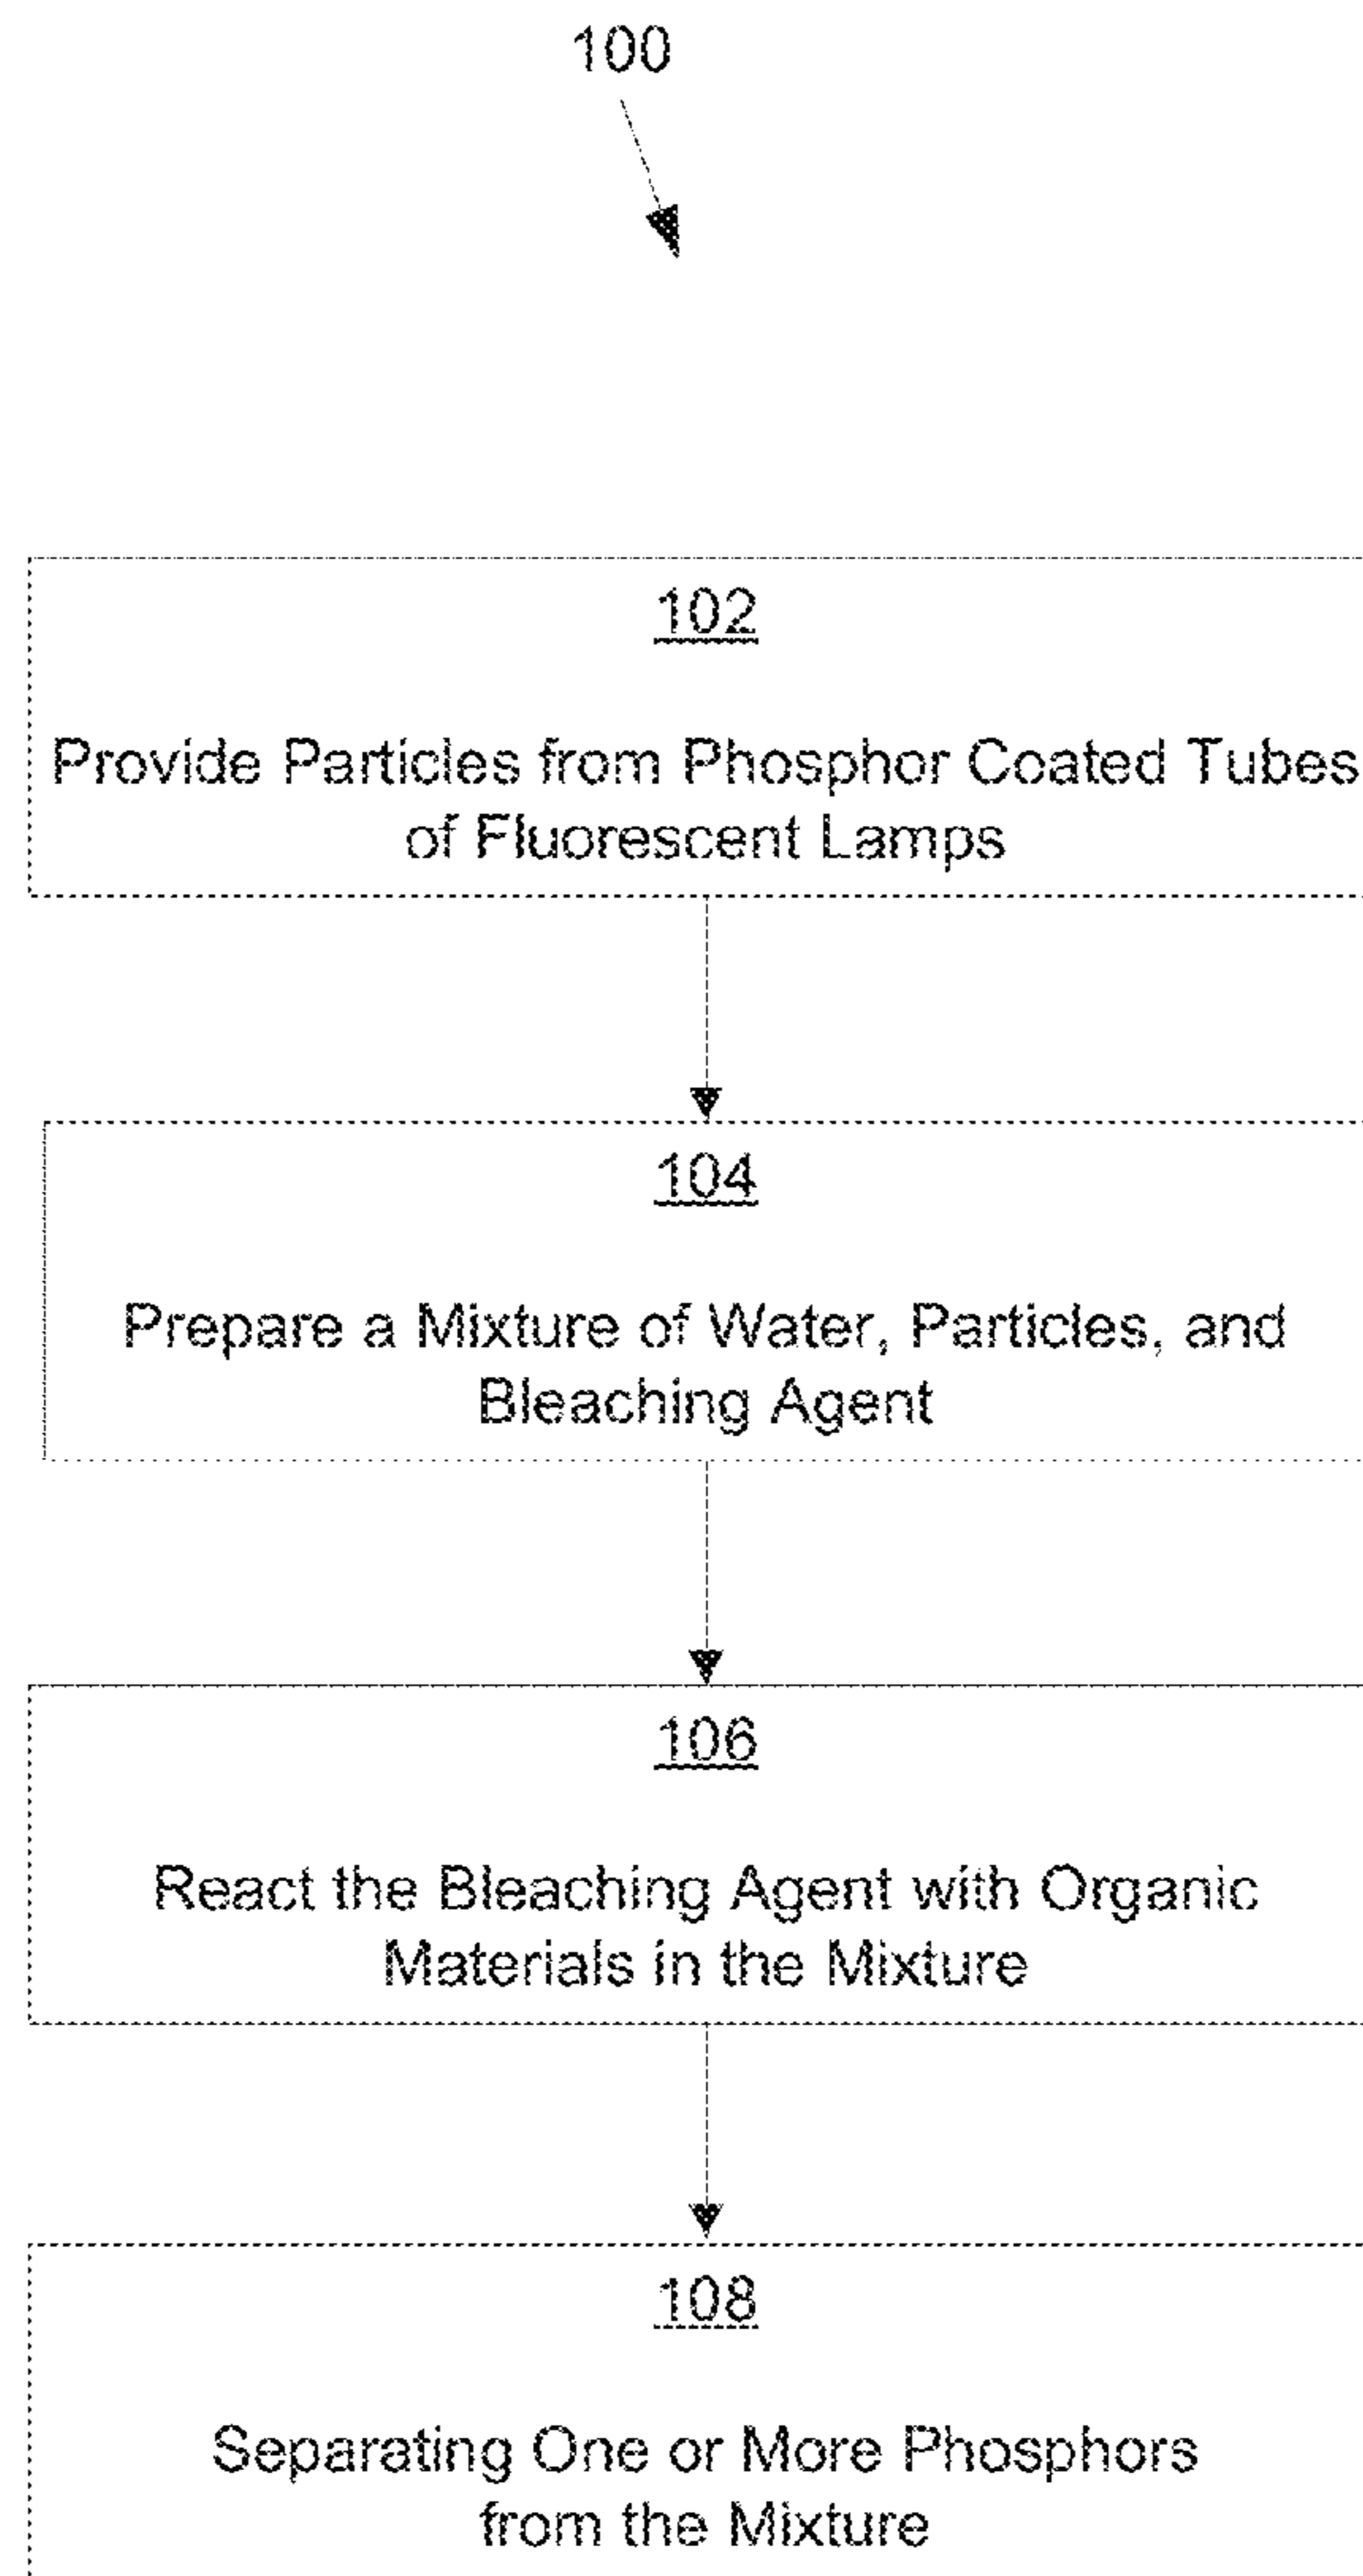 100
102
Provide Particles from Phosphor Coated Tubes
of Fluorescent Lamps
104
Prepare a Mixture of Water, Particles, and
Bleaching Agent
106
React the Bleaching Agent with Organic
Materials in the Mixture
108
Separating One or More Phosphors
from the Mixture